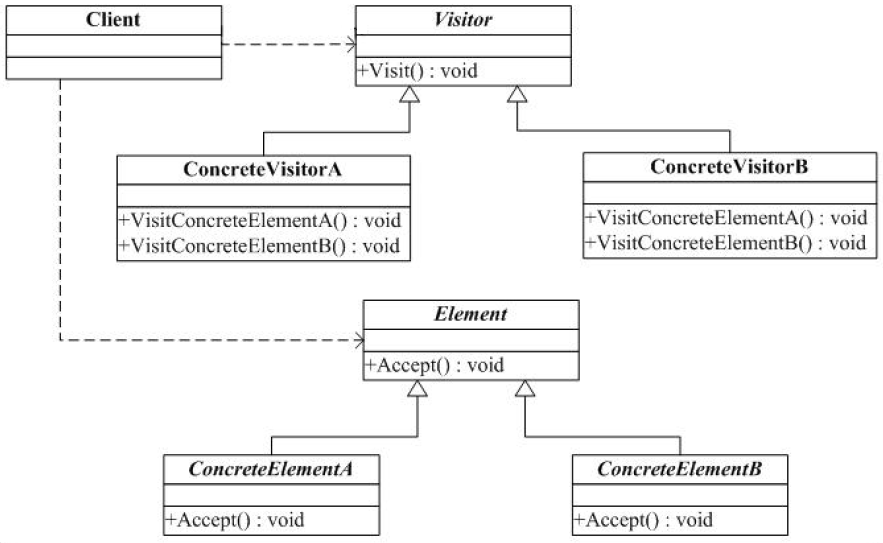 Client
Visitor
+Visit() : void
ConcreteVisitorA
+VisitConcreteElementA() : void
+VisitConcreteElementB() : void
ConcreteVisitorB
+VisitConcreteElementA() : void
+VisitConcreteElementB() : void
Element
+Accept() : void
ConcreteElementA
+Accept() : void
ConcreteElementB
+Accept() : void